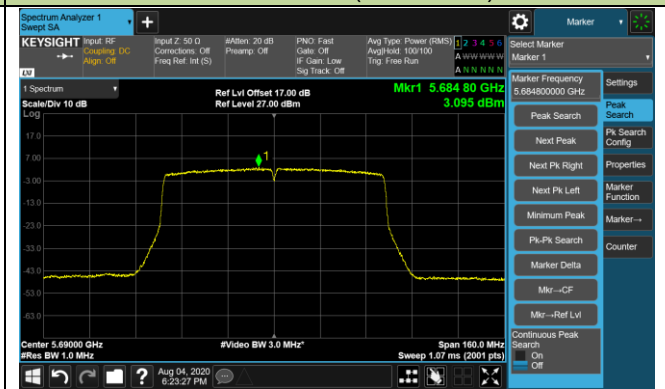 Spectrum Analyzer 1
Swept SA
Marker
KEYSIGHT
Input: RF
Coupling: DC
Align: Off
Input Z: 50 Ω
Corrections: Off
Freq Ref: Int (S)
#Atten: 20 dB
Preamp: Off
PNO: Fast
Gate: Off
IF Gain: Low
Sig Track: Off
Avg Type: Power (RMS)
Avg|Hold: 100/100
Trig: Free Run
1 2 3 4 5 6
A W W W W W
A N N N N N
LXI
Select Marker
Marker 1
1 Spectrum
Scale/Div 10 dB
Log
Ref Lvl Offset 17.00 dB
Ref Level 27.00 dBm
Mkr1 5.684 80 GHz
3.095 dBm
17.0
7.00
-3.00
-13.0
-23.0
-33.0
-43.0
-53.0
-63.0
1
Center 5.69000 GHz
#Res BW 1.0 MHz
#Video BW 3.0 MHz*
Span 160.0 MHz
Sweep 1.07 ms (2001 pts)
Marker Frequency
5.684800000 GHz
Peak Search
Next Peak
Next Pk Right
Next Pk Left
Minimum Peak
Pk-Pk Search
Marker Delta
Mkr→CF
Mkr→Ref Lvl
Continuous Peak
Search
On
Off
Settings
Peak
Search
Pk Search
Config
Properties
Marker
Function
Marker→
Counter
?
Aug 04, 2020
6:23:27 PM